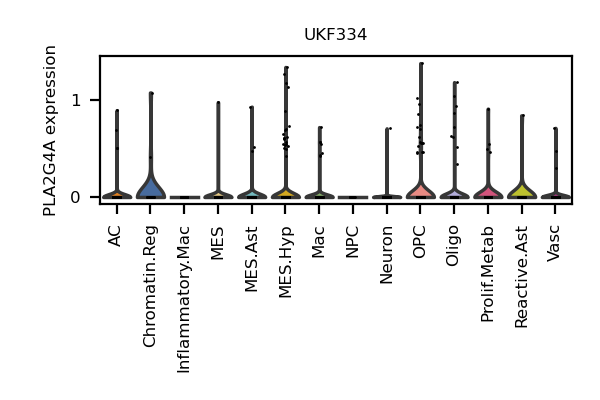 UKF334
PLA2G4A expression
1
0
AC
Chromatin.Reg
Inflammatory.Mac
MES
MES.Ast
MES.Hyp
Mac
NPC
Neuron
OPC
Oligo
Prolif.Metab
Reactive.Ast
Vasc